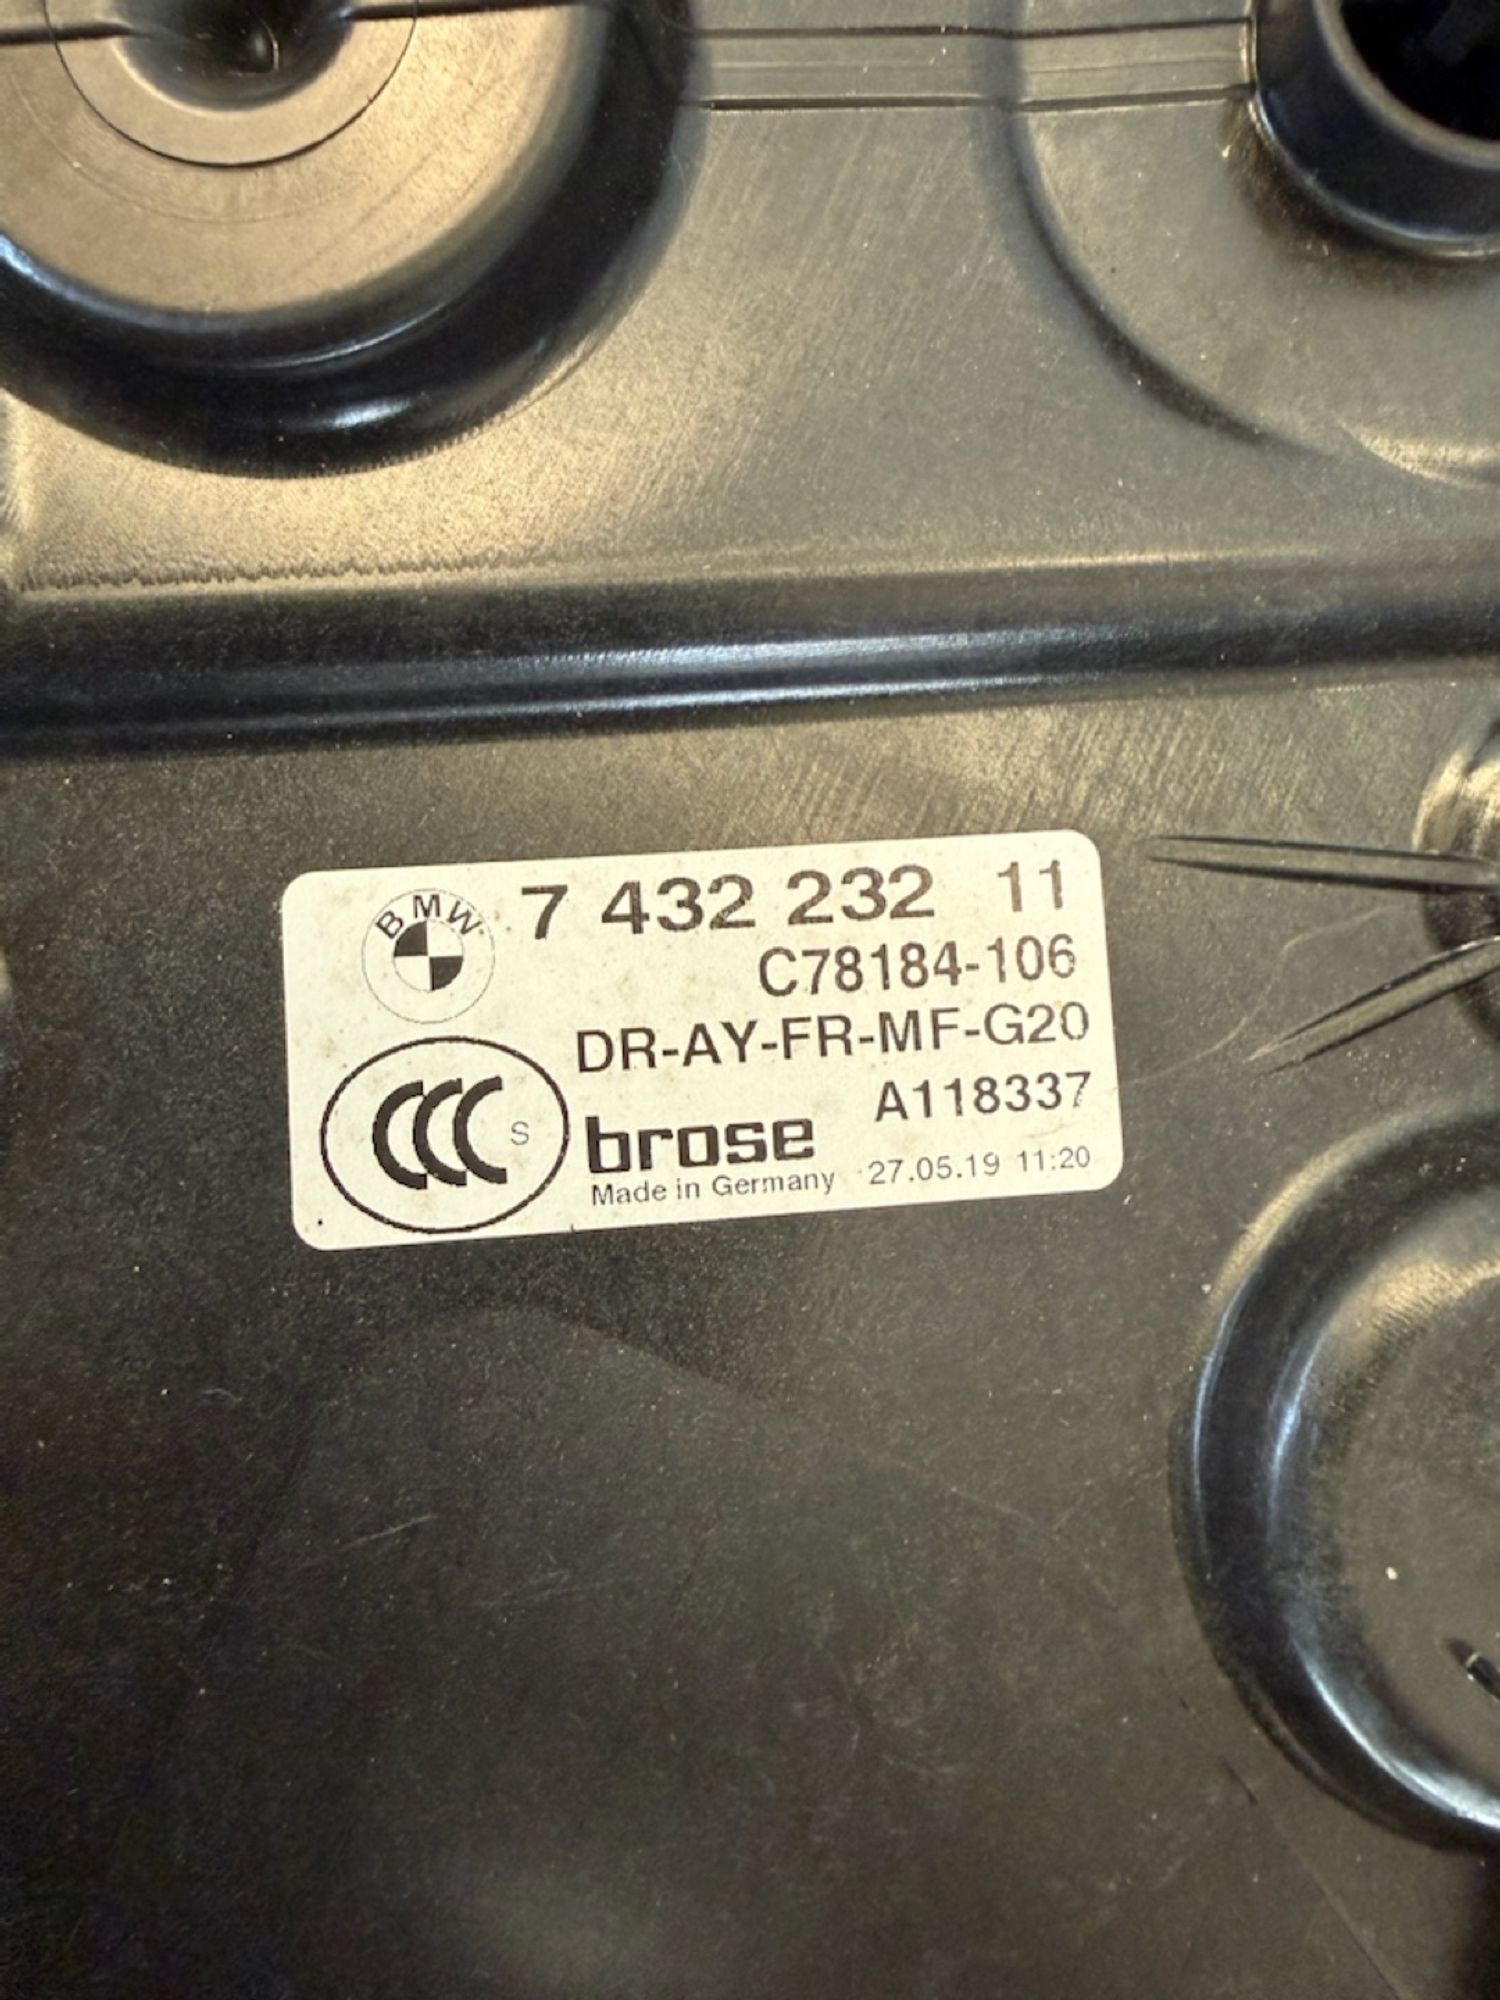 BMW
7 432 232 11
C78184-106
DR-AY-FR-MF-G20
A118337
CCC S
brose
Made in Germany 27.05.19 11:20